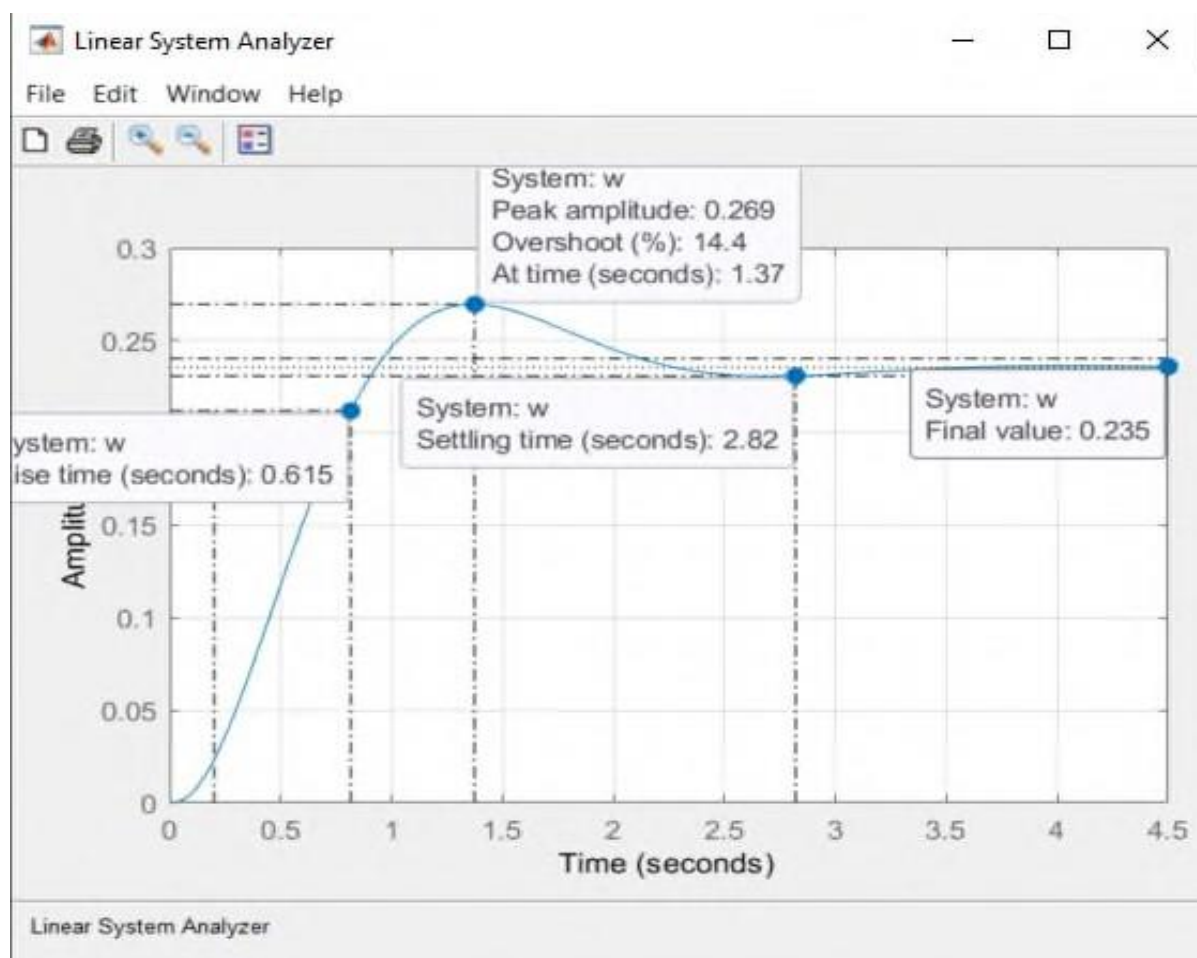 Linear System Analyzer
File Edit Window Help
System: w
Peak amplitude: 0.269
Overshoot (%): 14.4
At time (seconds): 1.37
0.3
0.25
System: w
Settling time (seconds): 2.82
System: w
Final value: 0.235
ystem: w
ise time (seconds): 0.615
0.15
0.1
0.05
0
Amplitu
0 0.5 1 1.5 2 2.5 3 3.5 4 4.5
Time (seconds)
Linear System Analyzer